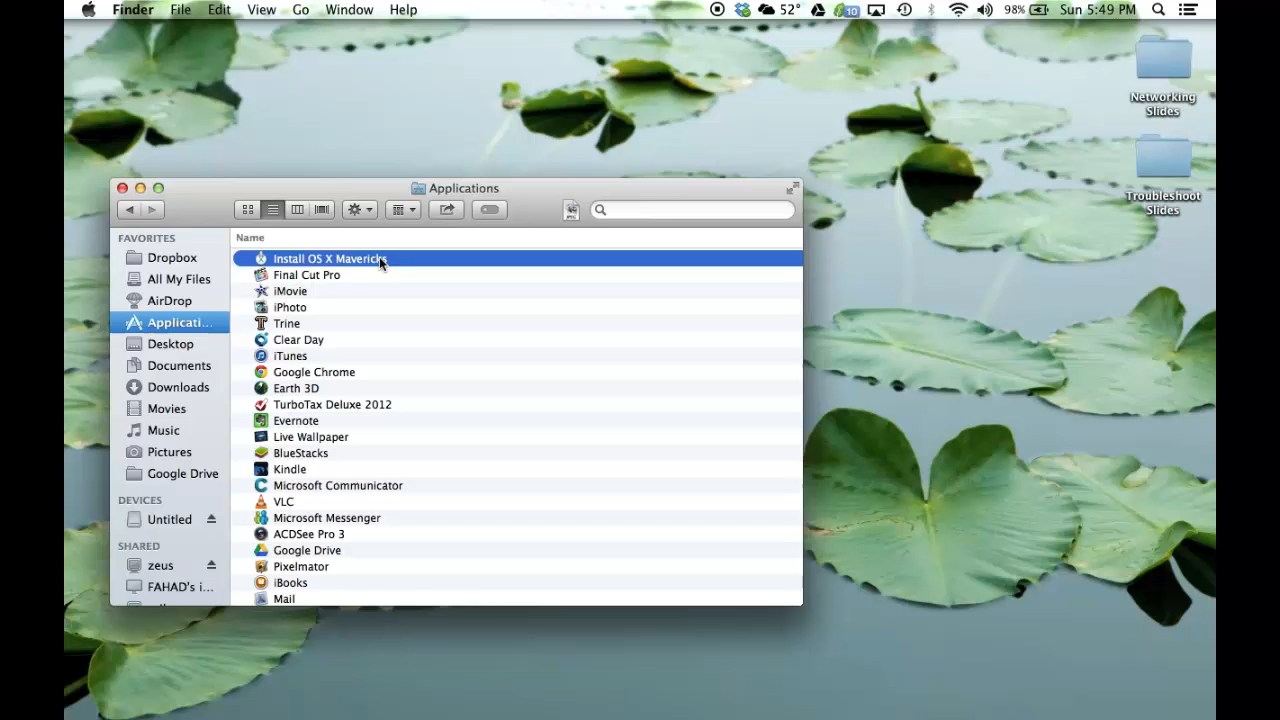 Finder File Edit View Go Window Help 10 52° 98% Sun 5:49 PM
Networking
Slides
Troubleshoot
Slides
Applications
JPEG
Name
FAVORITES
Dropbox
All My Files
AirDrop
Applicati...
Desktop
Documents
Downloads
Movies
Music
Pictures
Google Drive
DEVICES
Untitled
SHARED
zeus
FAHAD's i...
Install OS X Mavericks
Final Cut Pro
iMovie
iPhoto
Trine
Clear Day
iTunes
Google Chrome
Earth 3D
TurboTax Deluxe 2012
Evernote
Live Wallpaper
BlueStacks
Kindle
Microsoft Communicator
VLC
Microsoft Messenger
ACDSee Pro 3
Google Drive
Pixelmator
iBooks
Mail